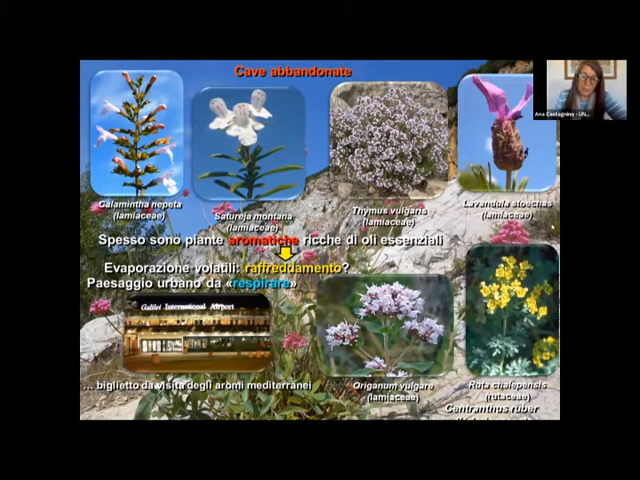 Cave abbandonate
Ana Castagnino - UN...
Calamintha nepeta
(lamiaceae)
Satureja montana
(lamiaceae)
Thymus vulgaris
(lamiaceae)
Lavandula stoechas
(lamiaceae)
Spesso sono piante aromatiche ricche di oli essenziali
Evaporazione volatili: raffreddamento?
Paesaggio urbano da «respirare»
Galilei International Airport
... biglietto da visita degli aromi mediterranei
Origanum vulgare
(lamiaceae)
Ruta chalepensis
(rutaceae)
Centranthus ruber